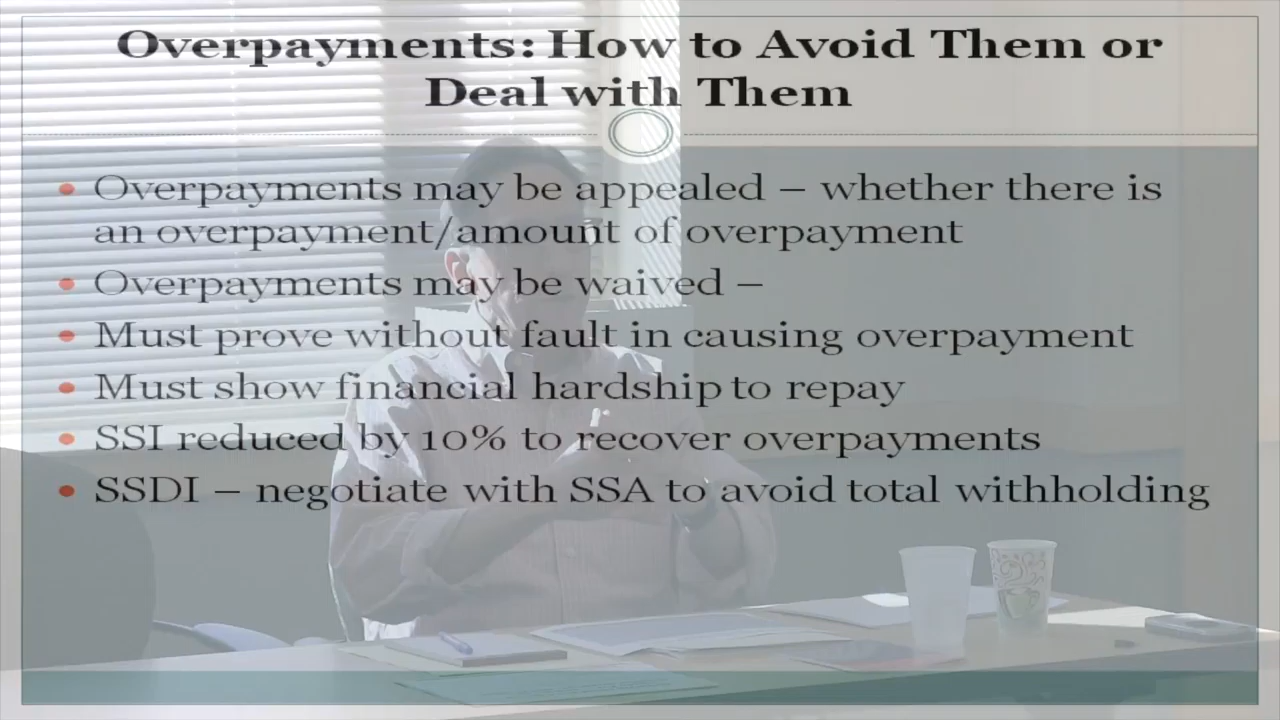 Overpayments: How to Avoid Them or
Deal with Them
Overpayments may be appealed – whether there is
an overpayment/amount of overpayment
Overpayments may be waived –
Must prove without fault in causing overpayment
Must show financial hardship to repay
SSI reduced by 10% to recover overpayments
SSDI – negotiate with SSA to avoid total withholding